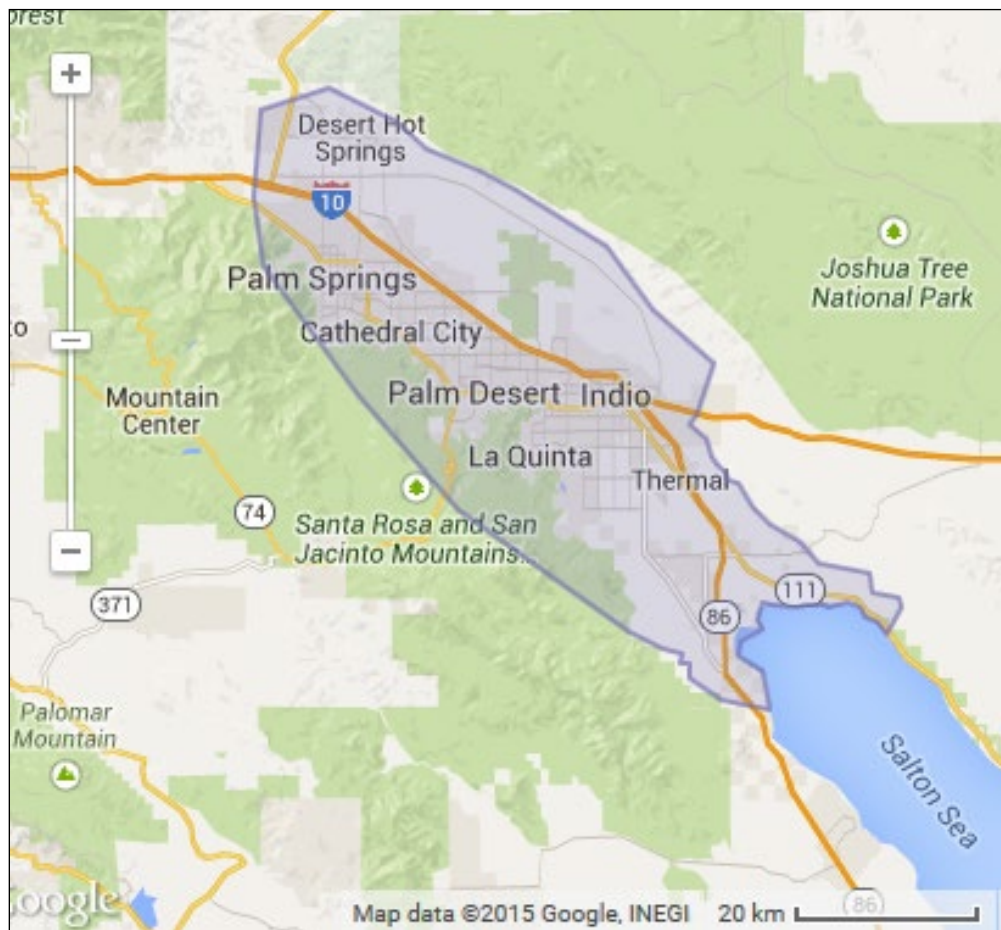 orest
+
Desert Hot
Springs
10
Joshua Tree
National Park
Palm Springs
to
Cathedral City
Mountain
Center
Palm Desert
Indio
La Quinta
Thermal
74
Santa Rosa and San
Jacinto Mountains...
−
371
111
86
Palomar
Mountain
Salton Sea
86
oogle
Map data ©2015 Google, INEGI
20 km